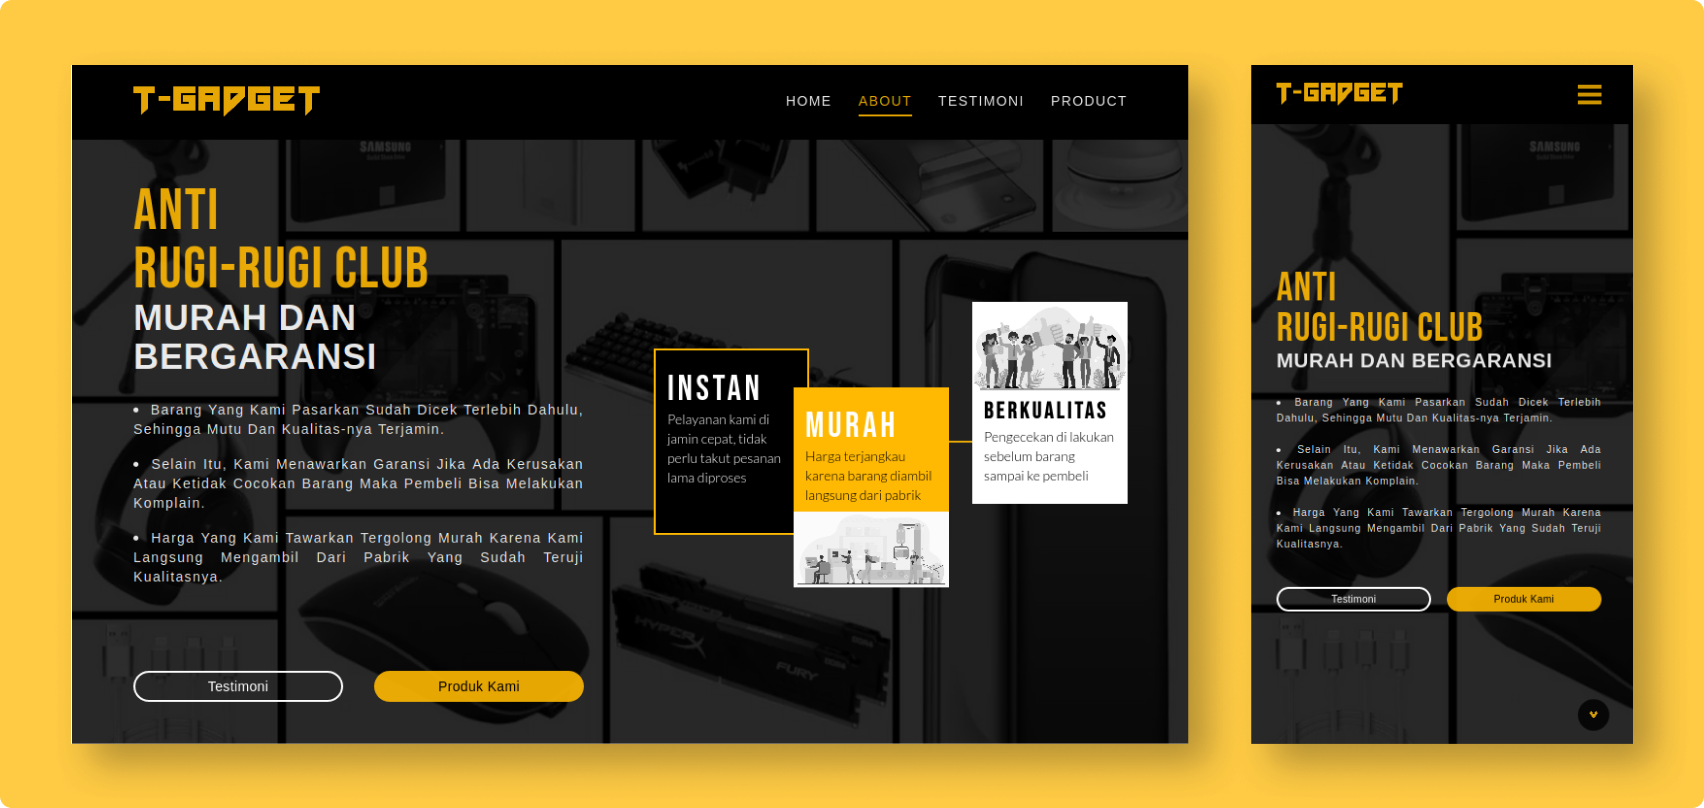 T-GADGET
HOME ABOUT TESTIMONI PRODUCT
SAMSUNG
ANTI
RUGI-RUGI CLUB
MURAH DAN
BERGARANSI
• Barang Yang Kami Pasarkan Sudah Dicek Terlebih Dahulu,
Sehingga Mutu Dan Kualitas-nya Terjamin.
• Selain Itu, Kami Menawarkan Garansi Jika Ada Kerusakan
Atau Ketidak Cocokan Barang Maka Pembeli Bisa Melakukan
Komplain.
• Harga Yang Kami Tawarkan Tergolong Murah Karena Kami
Langsung Mengambil Dari Pabrik Yang Sudah Teruji
Kualitasnya.
Testimoni
Produk Kami
INSTAN
Pelayanan kami di
jamin cepat, tidak
perlu takut pesanan
lama diproses
MURAH
Harga terjangkau
karena barang diambil
langsung dari pabrik
BERKUALITAS
Pengecekan di lakukan
sebelum barang
sampai ke pembeli
HYPERX
FURY
T-GADGET
SAMSUNG
ANTI
RUGI-RUGI CLUB
MURAH DAN BERGARANSI
• Barang Yang Kami Pasarkan Sudah Dicek Terlebih
Dahulu, Sehingga Mutu Dan Kualitas-nya Terjamin.
• Selain Itu, Kami Menawarkan Garansi Jika Ada
Kerusakan Atau Ketidak Cocokan Barang Maka Pembeli
Bisa Melakukan Komplain.
• Harga Yang Kami Tawarkan Tergolong Murah Karena
Kami Langsung Mengambil Dari Pabrik Yang Sudah Teruji
Kualitasnya.
Testimoni
Produk Kami